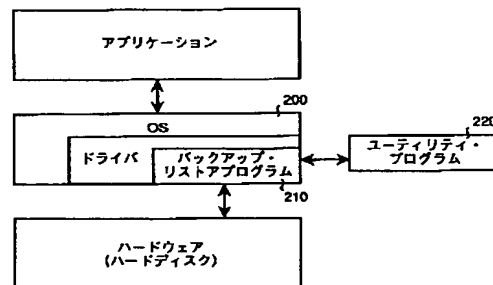 アプリケーション
200
OS
220
ドライバ
バックアップ・
リストアプログラム
ユーティリティ・
プログラム
210
ハードウェア
(ハードディスク)